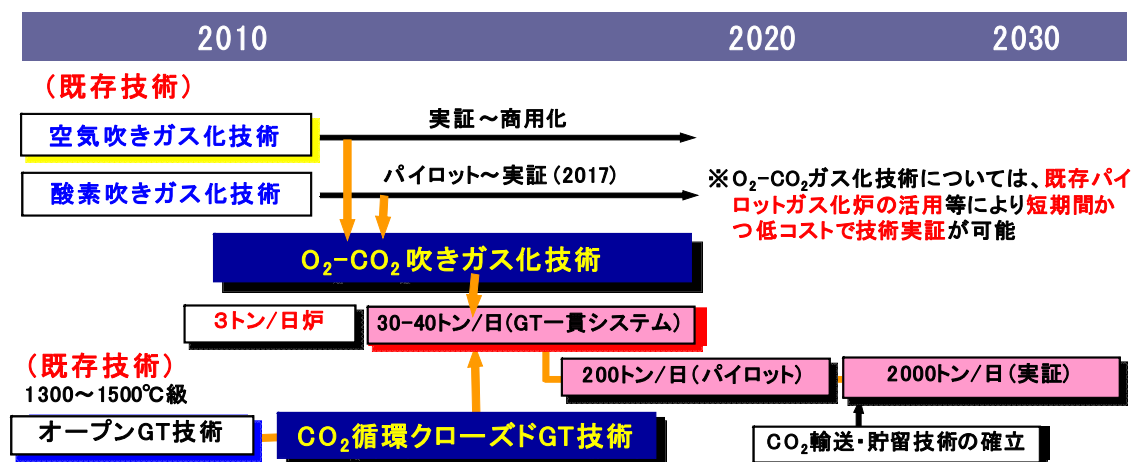 2010 2020 2030
(既存技術)
空気吹きガス化技術
実証～商用化
酸素吹きガス化技術
パイロット～実証(2017)
※O₂-CO₂ガス化技術については、既存パイ
ロットガス化炉の活用等により短期間か
つ低コストで技術実証が可能
O₂-CO₂吹きガス化技術
3トン/日炉
30-40トン/日(GT一貫システム)
(既存技術)
1300～1500℃級
200トン/日(パイロット)
2000トン/日(実証)
オープンGT技術
CO₂循環クローズドGT技術
CO₂輸送・貯留技術の確立